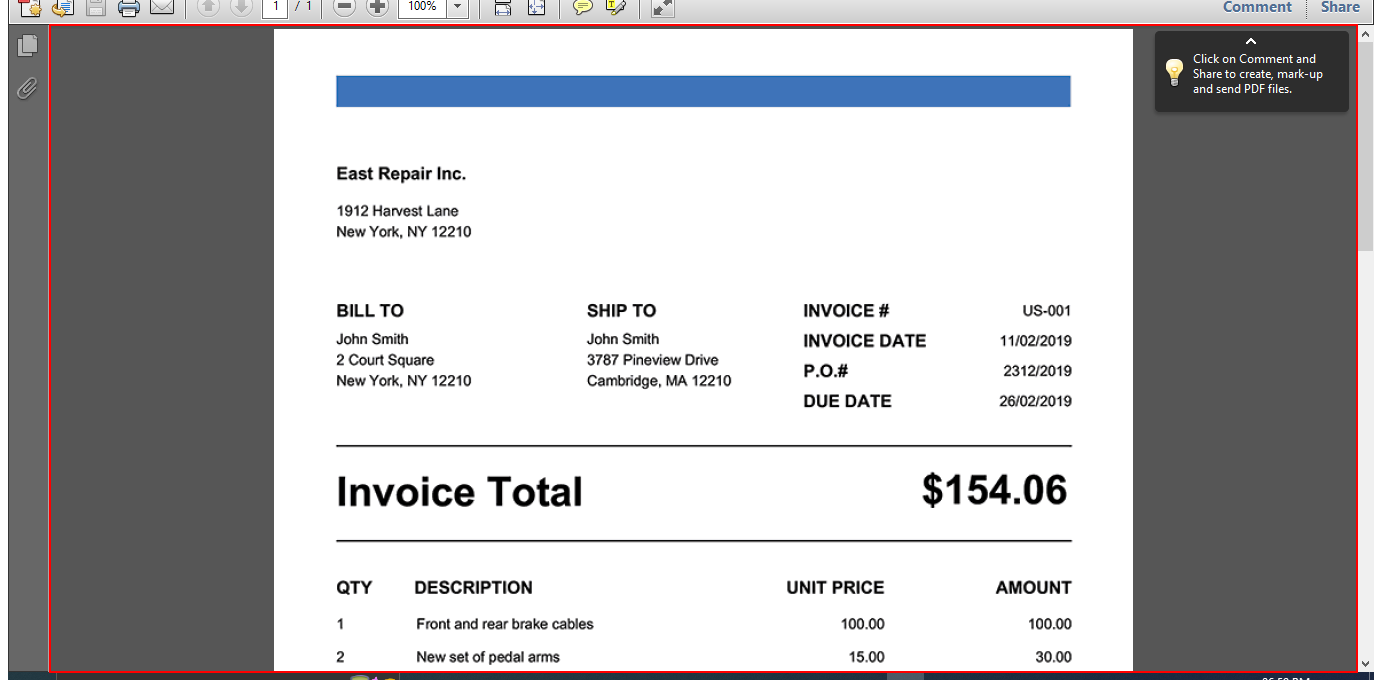 1 / 1 100% Comment Share
Click on Comment and
Share to create, mark-up
and send PDF files.
East Repair Inc.
1912 Harvest Lane
New York, NY 12210
BILL TO SHIP TO INVOICE # US-001
John Smith John Smith INVOICE DATE 11/02/2019
2 Court Square 3787 Pineview Drive P.O.# 2312/2019
New York, NY 12210 Cambridge, MA 12210 DUE DATE 26/02/2019
Invoice Total $154.06
QTY DESCRIPTION UNIT PRICE AMOUNT
1 Front and rear brake cables 100.00 100.00
2 New set of pedal arms 15.00 30.00